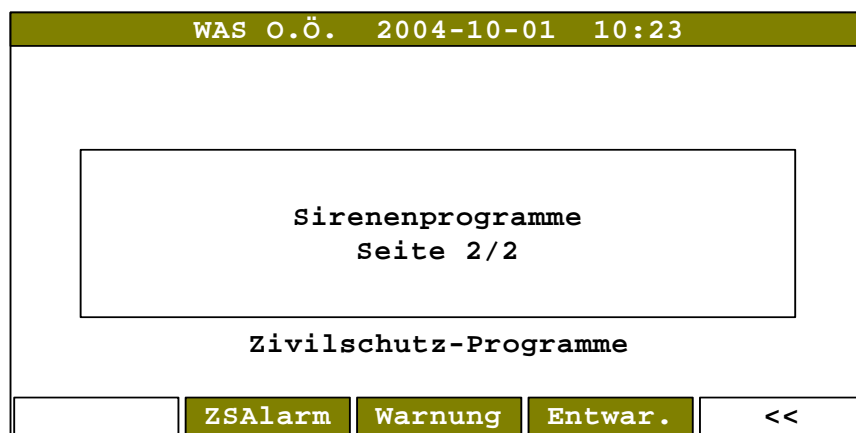 WAS O.Ö. 2004-10-01 10:23
Sirenenprogramme
Seite 2/2
Zivilschutz-Programme
ZSAlarm Warnung Entwar. <<